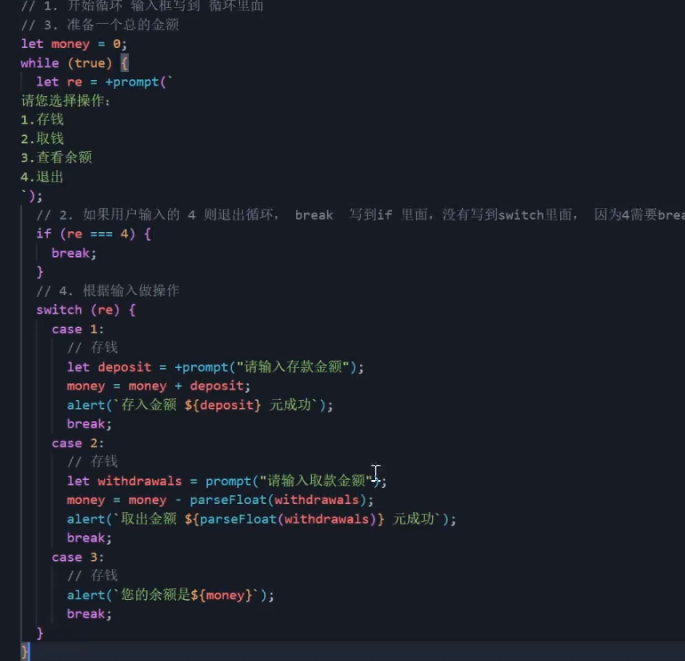 // 1. 开始循环 输入框写到 循环里面
// 3. 准备一个总的金额
let money = 0;
while (true) {
let re = +prompt(`
请您选择操作:
1.存钱
2.取钱
3.查看余额
4.退出
`);
// 2. 如果用户输入的 4 则退出循环， break 写到if 里面，没有写到switch里面， 因为4需要brea
if (re === 4) {
break;
}
// 4. 根据输入做操作
switch (re) {
case 1:
// 存钱
let deposit = +prompt("请输入存款金额");
money = money + deposit;
alert(`存入金额 ${deposit} 元成功`);
break;
case 2:
// 存钱
let withdrawals = prompt("请输入取款金额");
money = money - parseFloat(withdrawals);
alert(`取出金额 ${parseFloat(withdrawals)} 元成功`);
break;
case 3:
// 存钱
alert(`您的余额是${money}`);
break;
}
}